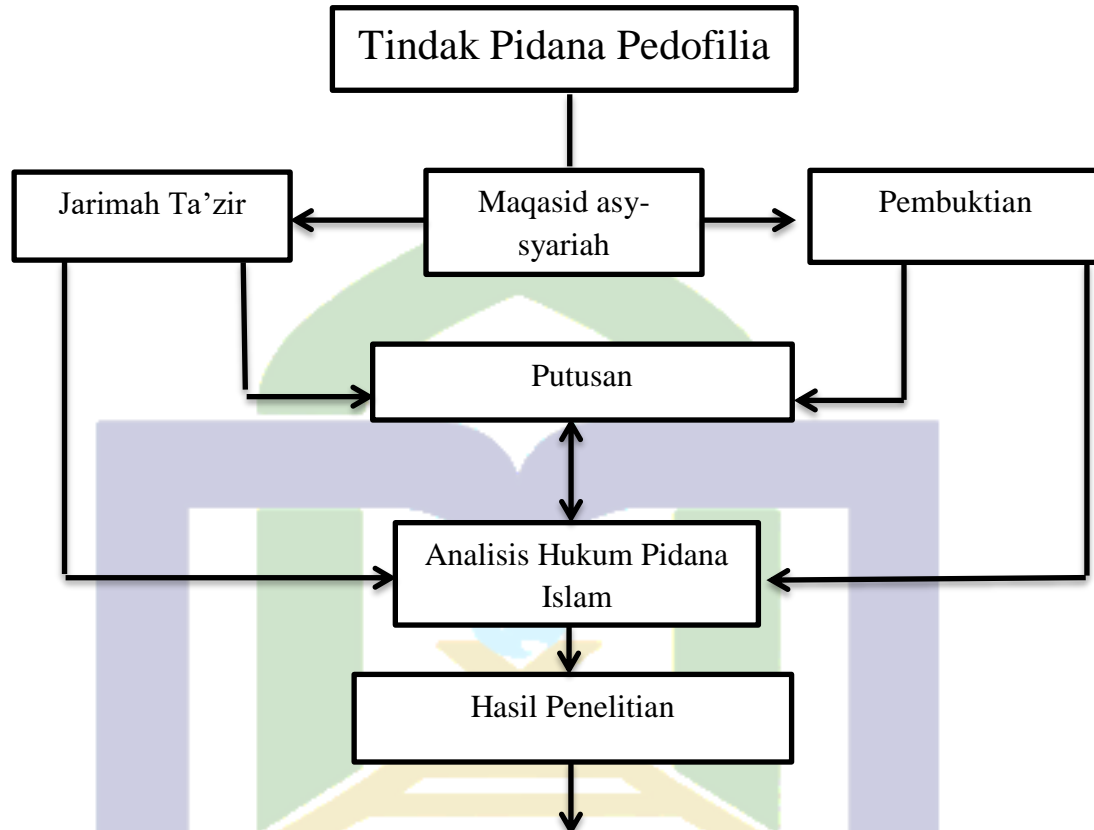 Tindak Pidana Pedofilia
Jarimah Ta’zir
Maqasid asy-
syariah
Pembuktian
Putusan
Analisis Hukum Pidana
Islam
Hasil Penelitian